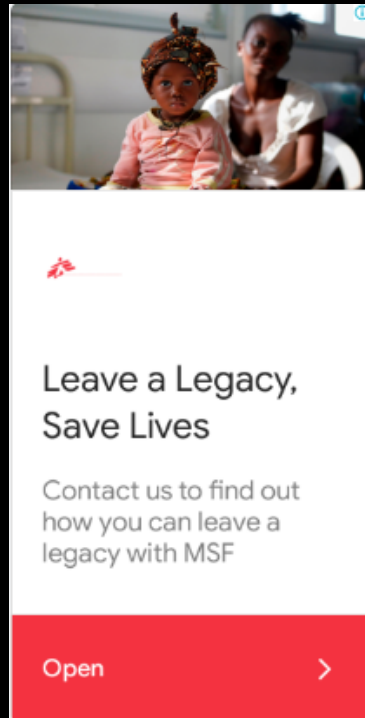 Leave a Legacy,
Save Lives
Contact us to find out
how you can leave a
legacy with MSF
Open